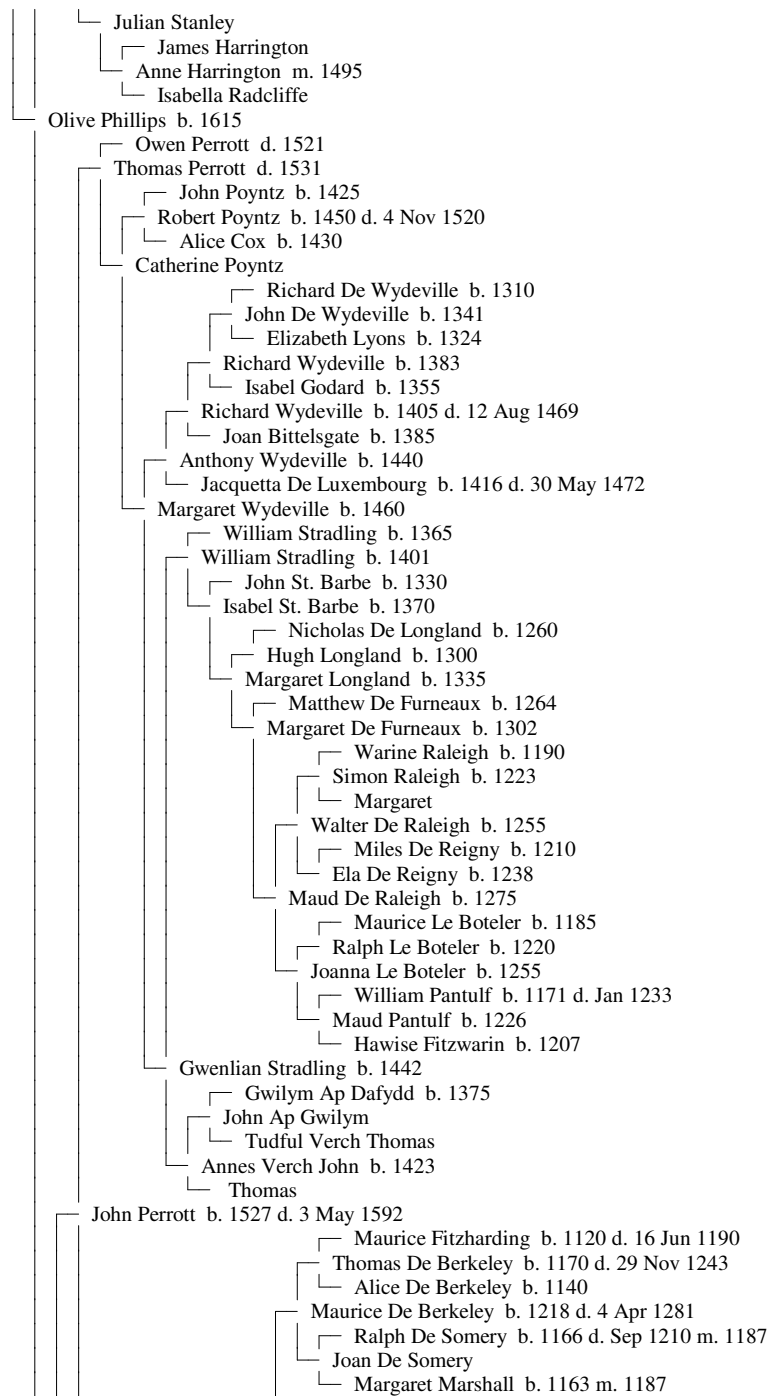 Julian Stanley
James Harrington
Anne Harrington m. 1495
Isabella Radcliffe
Olive Phillips b. 1615
Owen Perrott d. 1521
Thomas Perrott d. 1531
John Poyntz b. 1425
Robert Poyntz b. 1450 d. 4 Nov 1520
Alice Cox b. 1430
Catherine Poyntz
Richard De Wydeville b. 1310
John De Wydeville b. 1341
Elizabeth Lyons b. 1324
Richard Wydeville b. 1383
Isabel Godard b. 1355
Richard Wydeville b. 1405 d. 12 Aug 1469
Joan Bittelsgate b. 1385
Anthony Wydeville b. 1440
Jacquetta De Luxembourg b. 1416 d. 30 May 1472
Margaret Wydeville b. 1460
William Stradling b. 1365
William Stradling b. 1401
John St. Barbe b. 1330
Isabel St. Barbe b. 1370
Nicholas De Longland b. 1260
Hugh Longland b. 1300
Margaret Longland b. 1335
Matthew De Furneaux b. 1264
Margaret De Furneaux b. 1302
Warine Raleigh b. 1190
Simon Raleigh b. 1223
Margaret
Walter De Raleigh b. 1255
Miles De Reigny b. 1210
Ela De Reigny b. 1238
Maud De Raleigh b. 1275
Maurice Le Boteler b. 1185
Ralph Le Boteler b. 1220
Joanna Le Boteler b. 1255
William Pantulf b. 1171 d. Jan 1233
Maud Pantulf b. 1226
Hawise Fitzwarin b. 1207
Gwenlian Stradling b. 1442
Gwilym Ap Dafydd b. 1375
John Ap Gwilym
Tudful Verch Thomas
Annes Verch John b. 1423
Thomas
John Perrott b. 1527 d. 3 May 1592
Maurice Fitzharding b. 1120 d. 16 Jun 1190
Thomas De Berkeley b. 1170 d. 29 Nov 1243
Alice De Berkeley b. 1140
Maurice De Berkeley b. 1218 d. 4 Apr 1281
Ralph De Somery b. 1166 d. Sep 1210 m. 1187
Joan De Somery
Margaret Marshall b. 1163 m. 1187